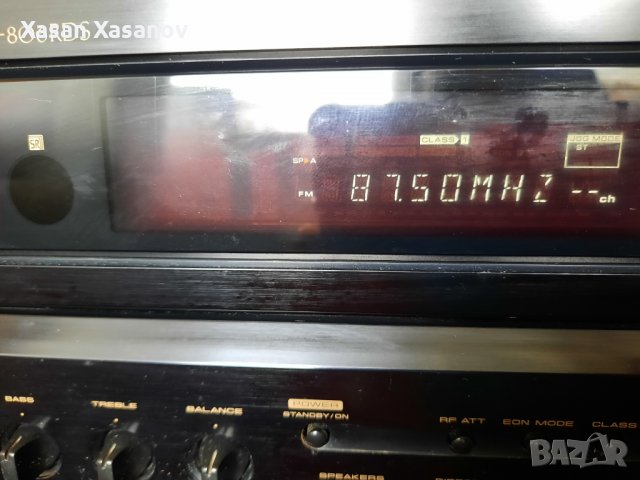 Xasan Xasanov
-800RDS
SR
CLASS 1
JOG MODE
ST
SP▸A
FM 87.50MHZ --ch
BASS
TREBLE
BALANCE
POWER
STANDBY/ON
RF ATT
EON MODE
CLASS
SPEAKERS
BAZAR